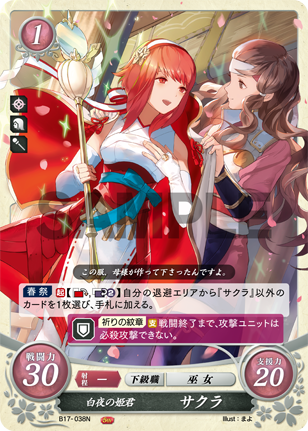 1
SAMPLE
この服、母様が作って下さったんですよ。
春祭 起 自分の退避エリアから『サクラ』以外の
カードを1枚選び、手札に加える。
祈りの紋章 支 戦闘終了まで、攻撃ユニットは
必殺攻撃できない。
戦闘力
30
射程 一 下級職 巫女
支援力
20
白夜の姫君 サクラ
B17-038N
Illust:まよ